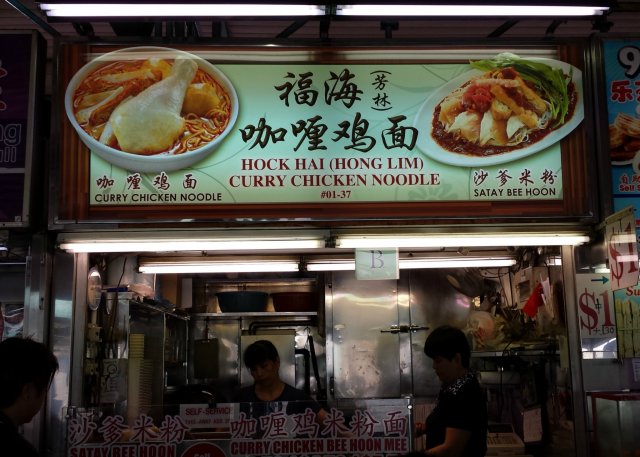 福海 (芳林)
咖喱鸡面
HOCK HAI (HONG LIM)
CURRY CHICKEN NOODLE
#01-37
咖喱鸡面
CURRY CHICKEN NOODLE
沙爹米粉
SATAY BEE HOON
B
SELF-SERVICE
沙爹米粉
SATAY BEE HOON
咖喱鸡米粉面
CURRY CHICKEN BEE HOON MEE